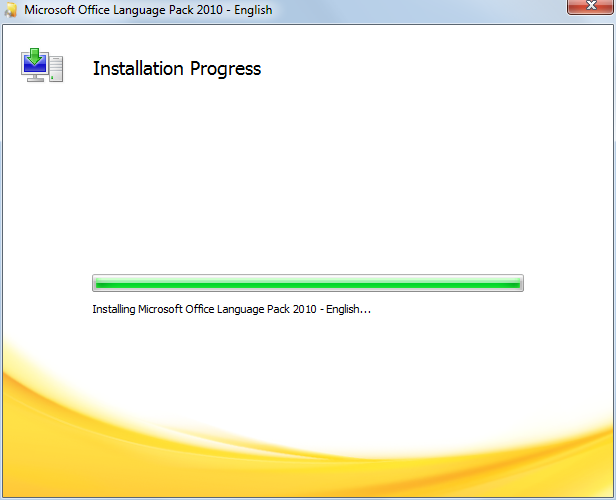 Microsoft Office Language Pack 2010 - English
Installation Progress
Installing Microsoft Office Language Pack 2010 - English...